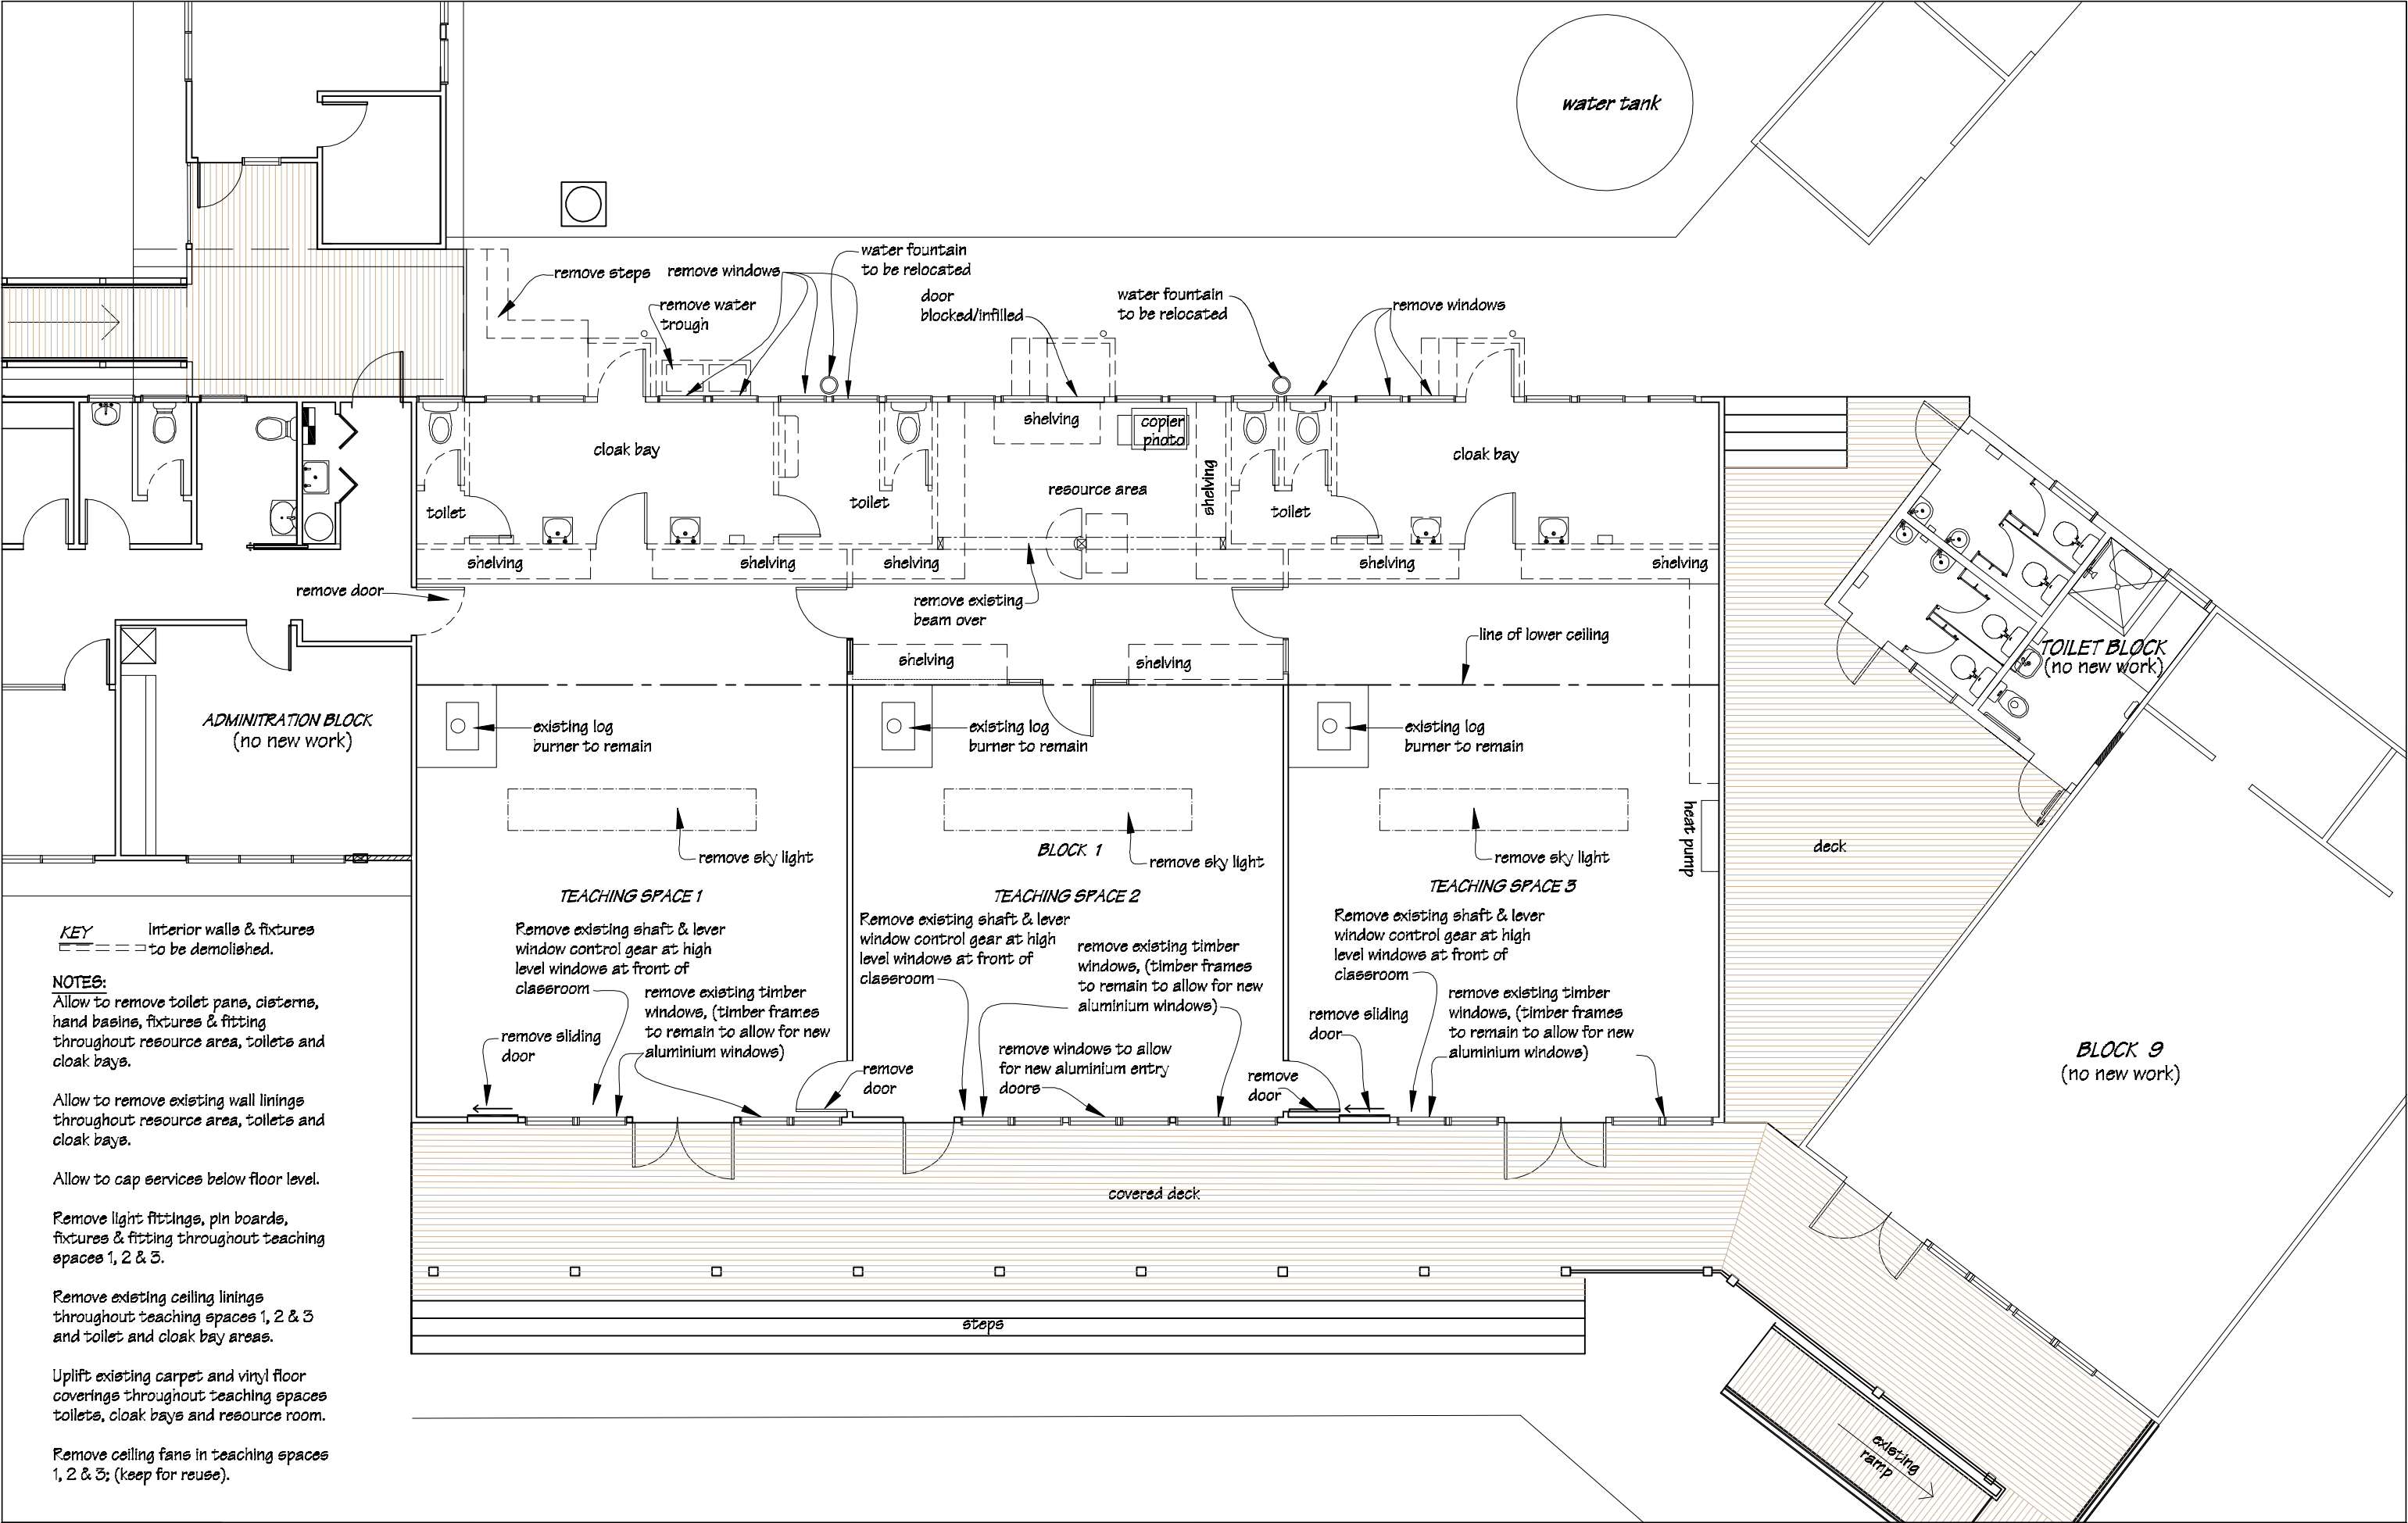 water tank
water fountain
to be relocated
remove steps
remove windows
remove water
trough
door
blocked/infilled
water fountain
to be relocated
remove windows
shelving
copier
photo
cloak bay
cloak bay
shelving
resource area
toilet
toilet
toilet
shelving
shelving
shelving
shelving
shelving
remove door
remove existing
beam over
line of lower ceiling
shelving
shelving
TOILET BLOCK
(no new work)
ADMINITRATION BLOCK
(no new work)
existing log
burner to remain
existing log
burner to remain
existing log
burner to remain
heat pump
deck
remove sky light
BLOCK 1
remove sky light
remove sky light
TEACHING SPACE 1
TEACHING SPACE 2
TEACHING SPACE 3
Remove existing shaft & lever
window control gear at high
level windows at front of
classroom
remove existing timber
windows, (timber frames
to remain to allow for new
aluminium windows)
remove sliding
door
remove
door
Remove existing shaft & lever
window control gear at high
level windows at front of
classroom
remove existing timber
windows, (timber frames
to remain to allow for new
aluminium windows)
remove windows to allow
for new aluminium entry
doors
remove
door
Remove existing shaft & lever
window control gear at high
level windows at front of
classroom
remove sliding
door
remove existing timber
windows, (timber frames
to remain to allow for new
aluminium windows)
BLOCK 9
(no new work)
covered deck
steps
existing
ramp
KEY
Interior walls & fixtures
to be demolished.
NOTES:
Allow to remove toilet pans, cisterns,
hand basins, fixtures & fitting
throughout resource area, toilets and
cloak bays.
Allow to remove existing wall linings
throughout resource area, toilets and
cloak bays.
Allow to cap services below floor level.
Remove light fittings, pin boards,
fixtures & fitting throughout teaching
spaces 1, 2 & 3.
Remove existing ceiling linings
throughout teaching spaces 1, 2 & 3
and toilet and cloak bay areas.
Uplift existing carpet and vinyl floor
coverings throughout teaching spaces
toilets, cloak bays and resource room.
Remove ceiling fans in teaching spaces
1, 2 & 3; (keep for reuse).